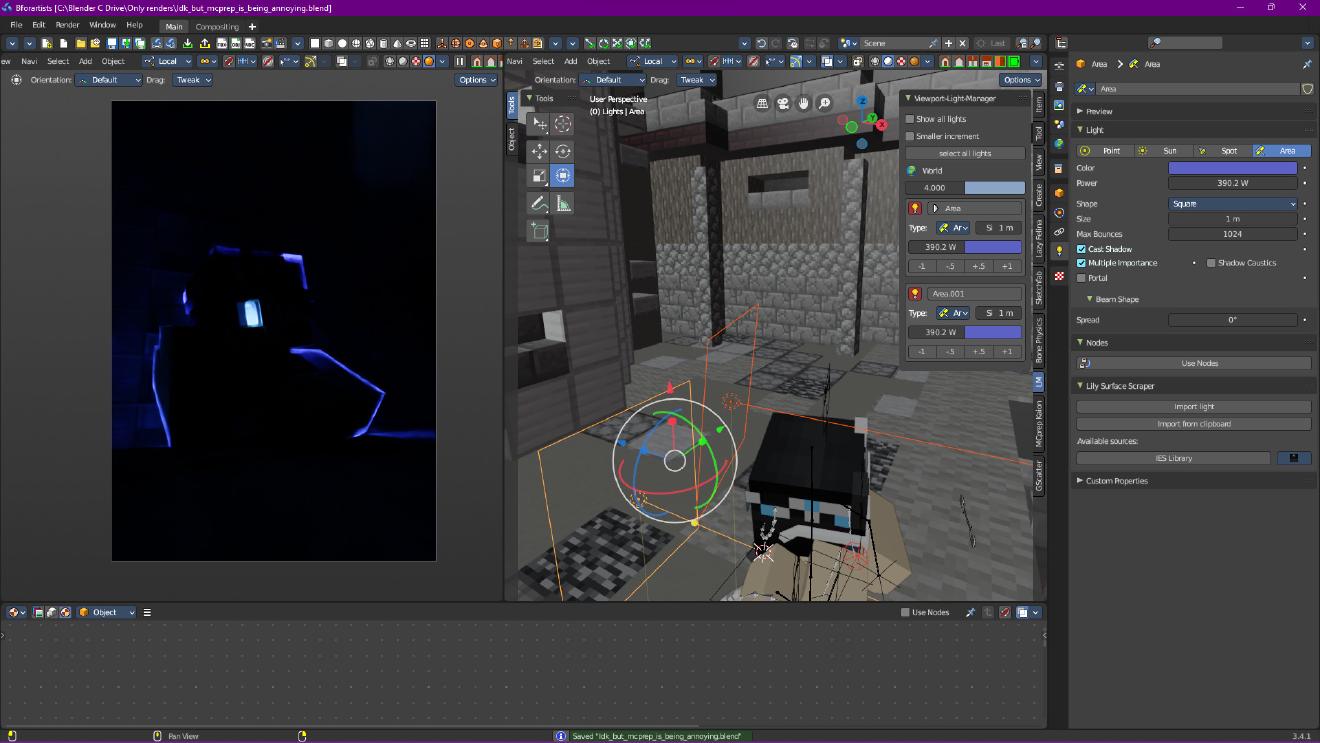 Bforartists [C:\Blender C Drive\Only renders\Idk_but_mcprep_is_being_annoying.blend]
File Edit Render Window Help Main Compositing +
Scene Last
ew Navi Select Add Object Local
Navi Select Add Object Local
Orientation: Default Drag: Tweak Options
Orientation: Default Drag: Tweak Options
Tools
Object
Tools
User Perspective
(0) Lights | Area
Z
Y
X
Viewport-Light-Manager
Show all lights
Smaller increment
select all lights
World
4.000
Area
Type: Ar Si 1 m
390.2 W
-1 -.5 +.5 +1
Area.001
Type: Ar Si 1 m
390.2 W
-1 -.5 +.5 +1
Item
Tool
View
Create
Lazy Felina
Sketchfab
Bone Physics
LM
MCprep Kaion
GScatter
Area Area
Area
Preview
Light
Point Sun Spot Area
Color
Power 390.2 W
Shape Square
Size 1 m
Max Bounces 1024
Cast Shadow
Multiple Importance Shadow Caustics
Portal
Beam Shape
Spread 0°
Nodes
Use Nodes
Lily Surface Scraper
Import light
Import from clipboard
Available sources:
IES Library
Custom Properties
Object Use Nodes
Pan View
Saved "Idk_but_mcprep_is_being_annoying.blend"
3.4.1